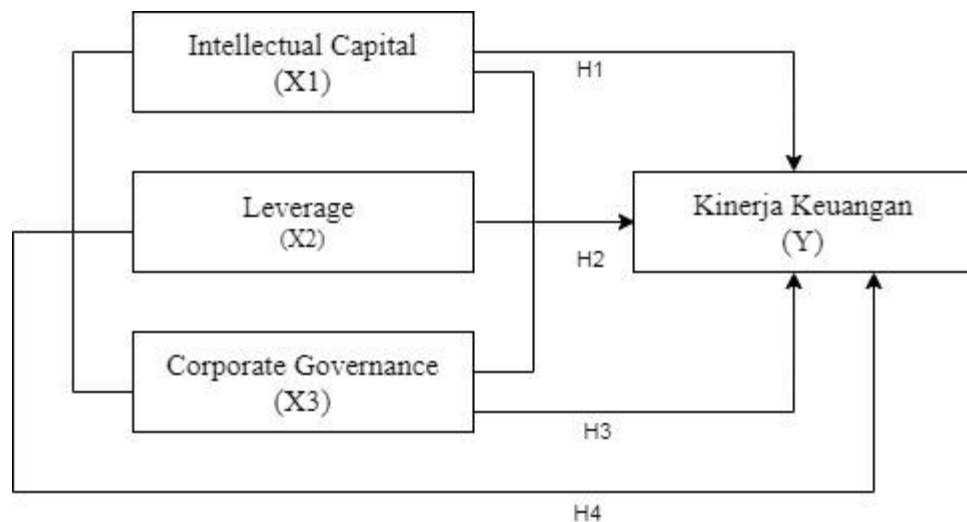 Intellectual Capital
(X1)
H1
Leverage
(X2)
Kinerja Keuangan
(Y)
H2
Corporate Governance
(X3)
H3
H4